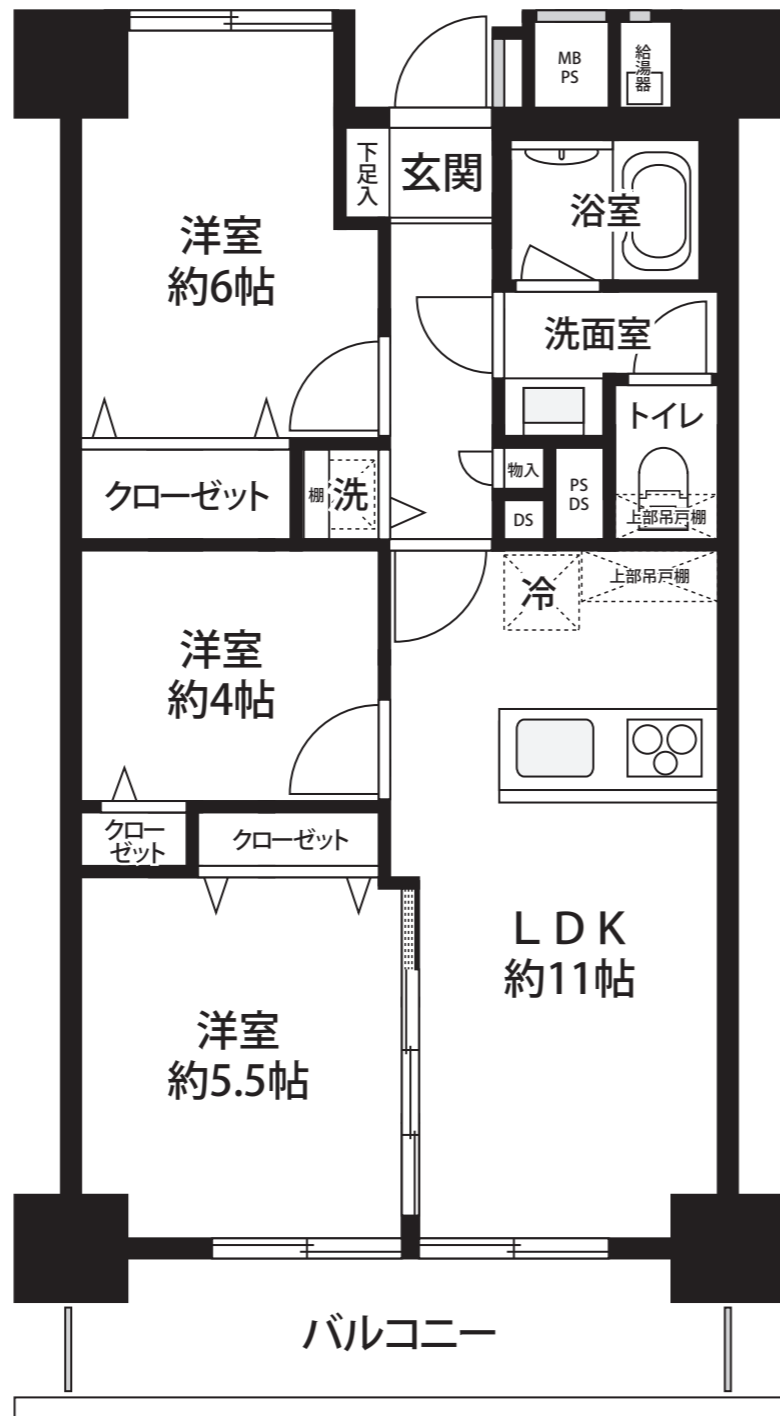 MB
PS
給湯器
下足入
玄関
浴室
洋室
約6帖
洗面室
トイレ
クローゼット
棚
洗
物入
PS
DS
DS
上部吊戸棚
冷
上部吊戸棚
洋室
約4帖
クロー
ゼット
クローゼット
LDK
約11帖
洋室
約5.5帖
バルコニー